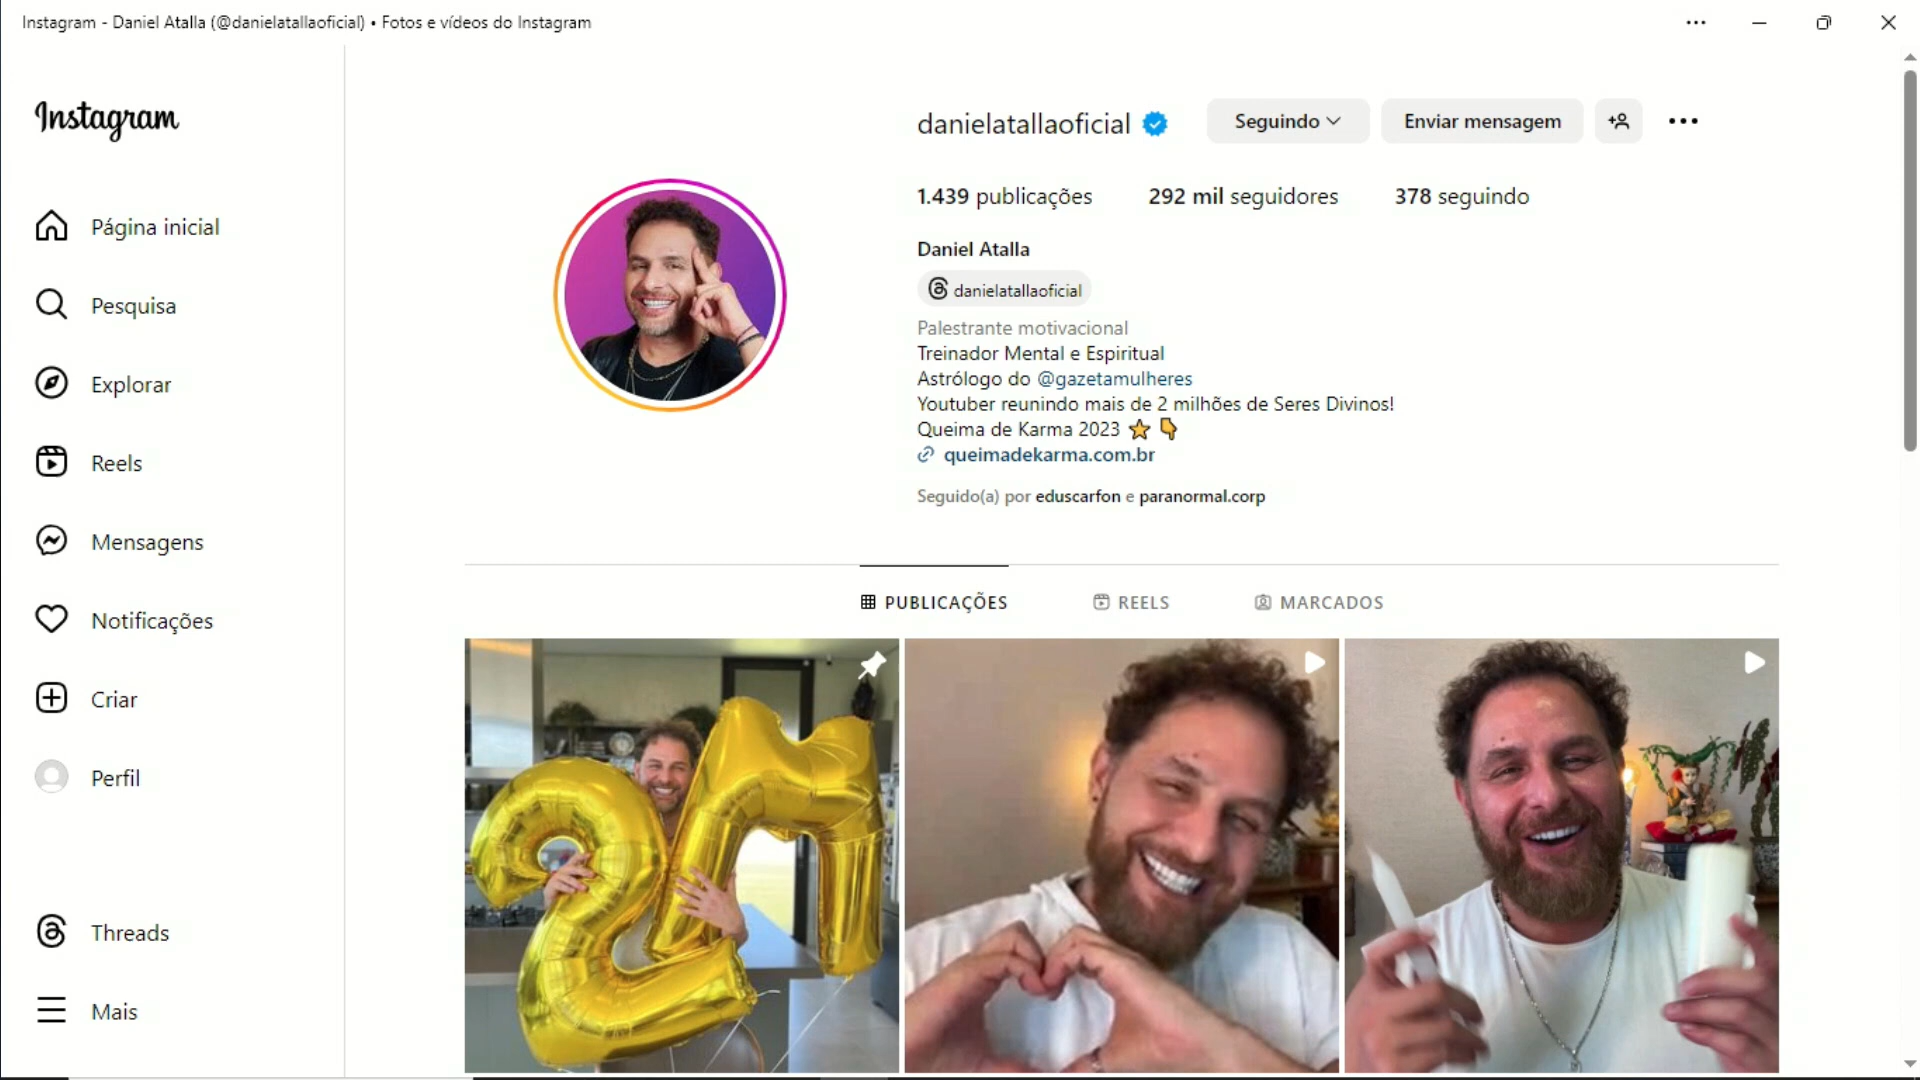 Instagram - Daniel Atalla (@danielatallaoficial) • Fotos e vídeos do Instagram
Instagram
Página inicial
Pesquisa
Explorar
Reels
Mensagens
Notificações
Criar
Perfil
Threads
Mais
danielatallaoficial
Seguindo
Enviar mensagem
1.439 publicações 292 mil seguidores 378 seguindo
Daniel Atalla
danielatallaoficial
Palestrante motivacional
Treinador Mental e Espiritual
Astrólogo do @gazetamulheres
Youtuber reunindo mais de 2 milhões de Seres Divinos!
Queima de Karma 2023 ⭐ 👇
queimadekarma.com.br
Seguido(a) por eduscarfon e paranormal.corp
PUBLICAÇÕES REELS MARCADOS
2M